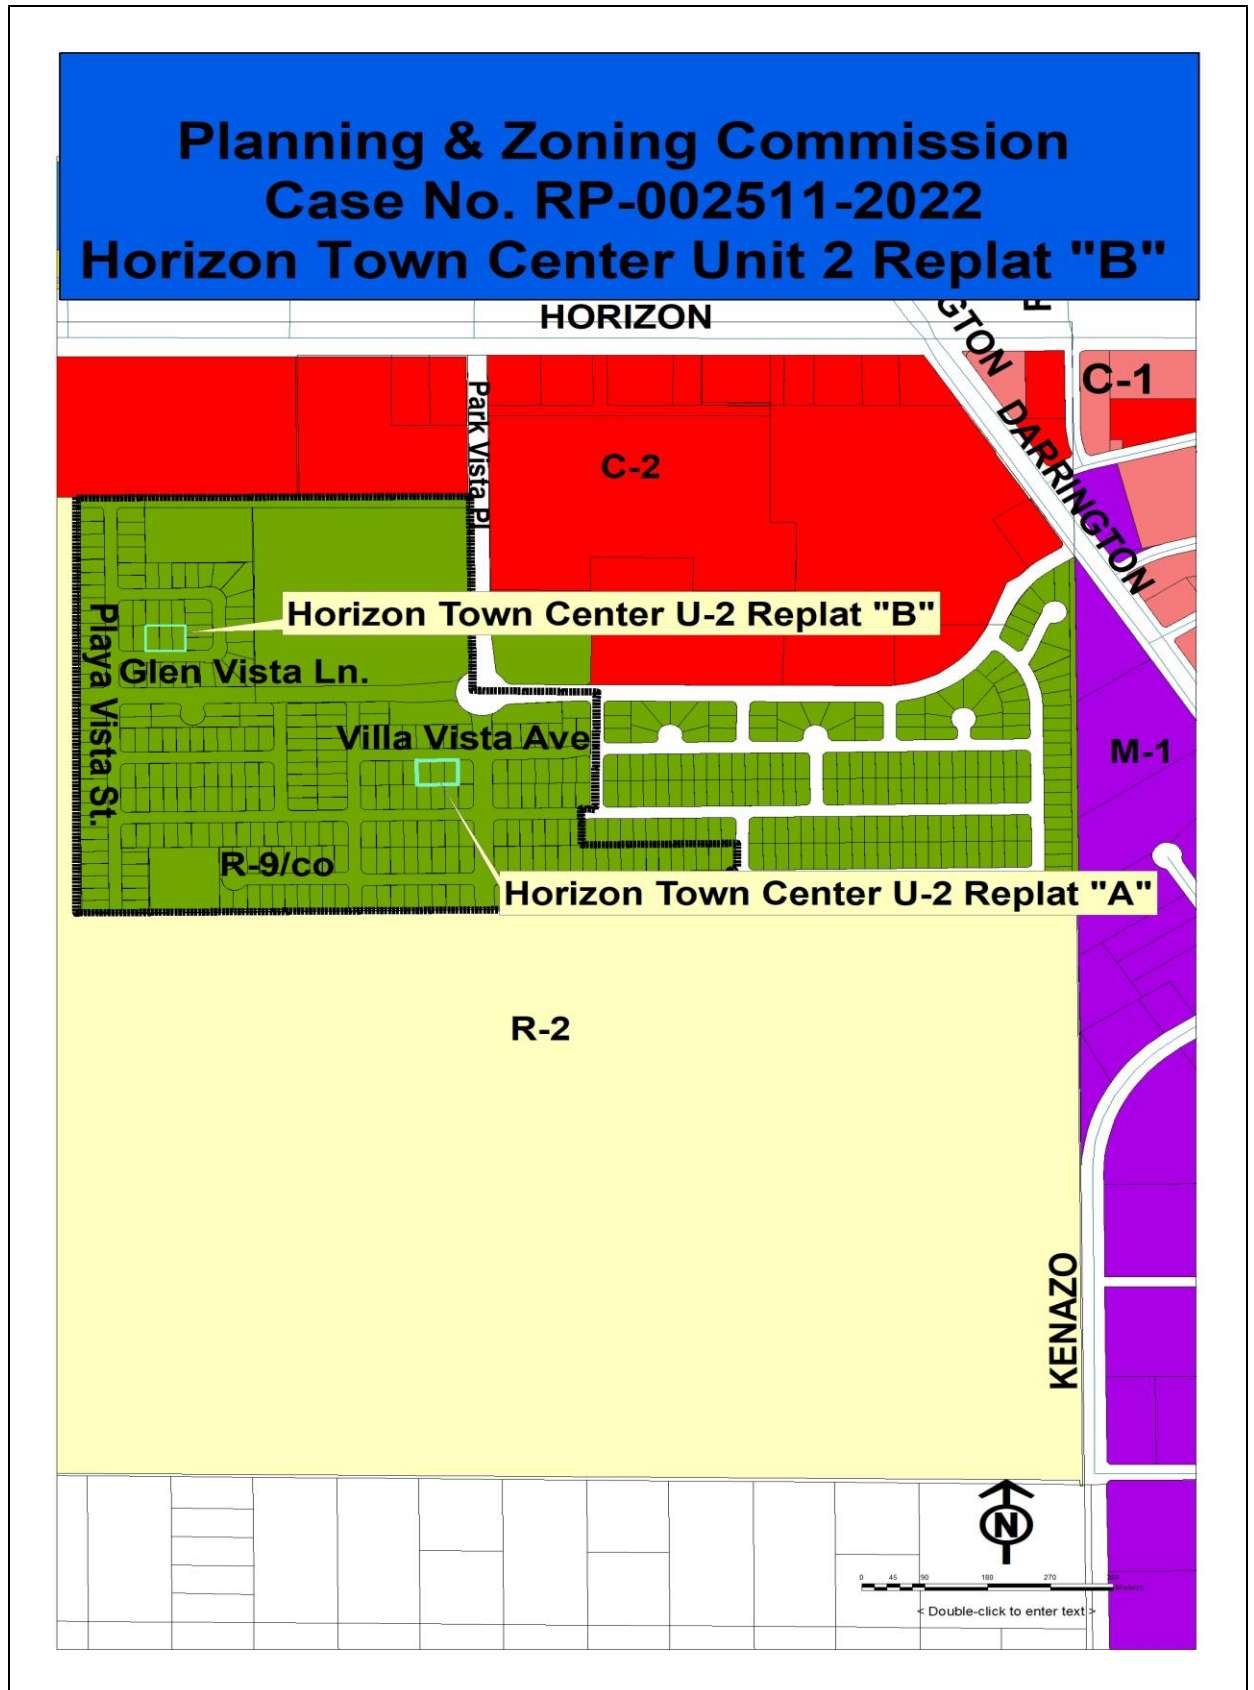 Planning & Zoning Commission
Case No. RP-002511-2022
Horizon Town Center Unit 2 Replat "B"
HORIZON
GTON
C-1
Park Vista Pl
DARRINGTON
C-2
Horizon Town Center U-2 Replat "B"
Playa Vista St.
Glen Vista Ln.
Villa Vista Ave
M-1
R-9/co
Horizon Town Center U-2 Replat "A"
R-2
KENAZO
N
0 45 90 180 270 360
Meters
< Double-click to enter text >